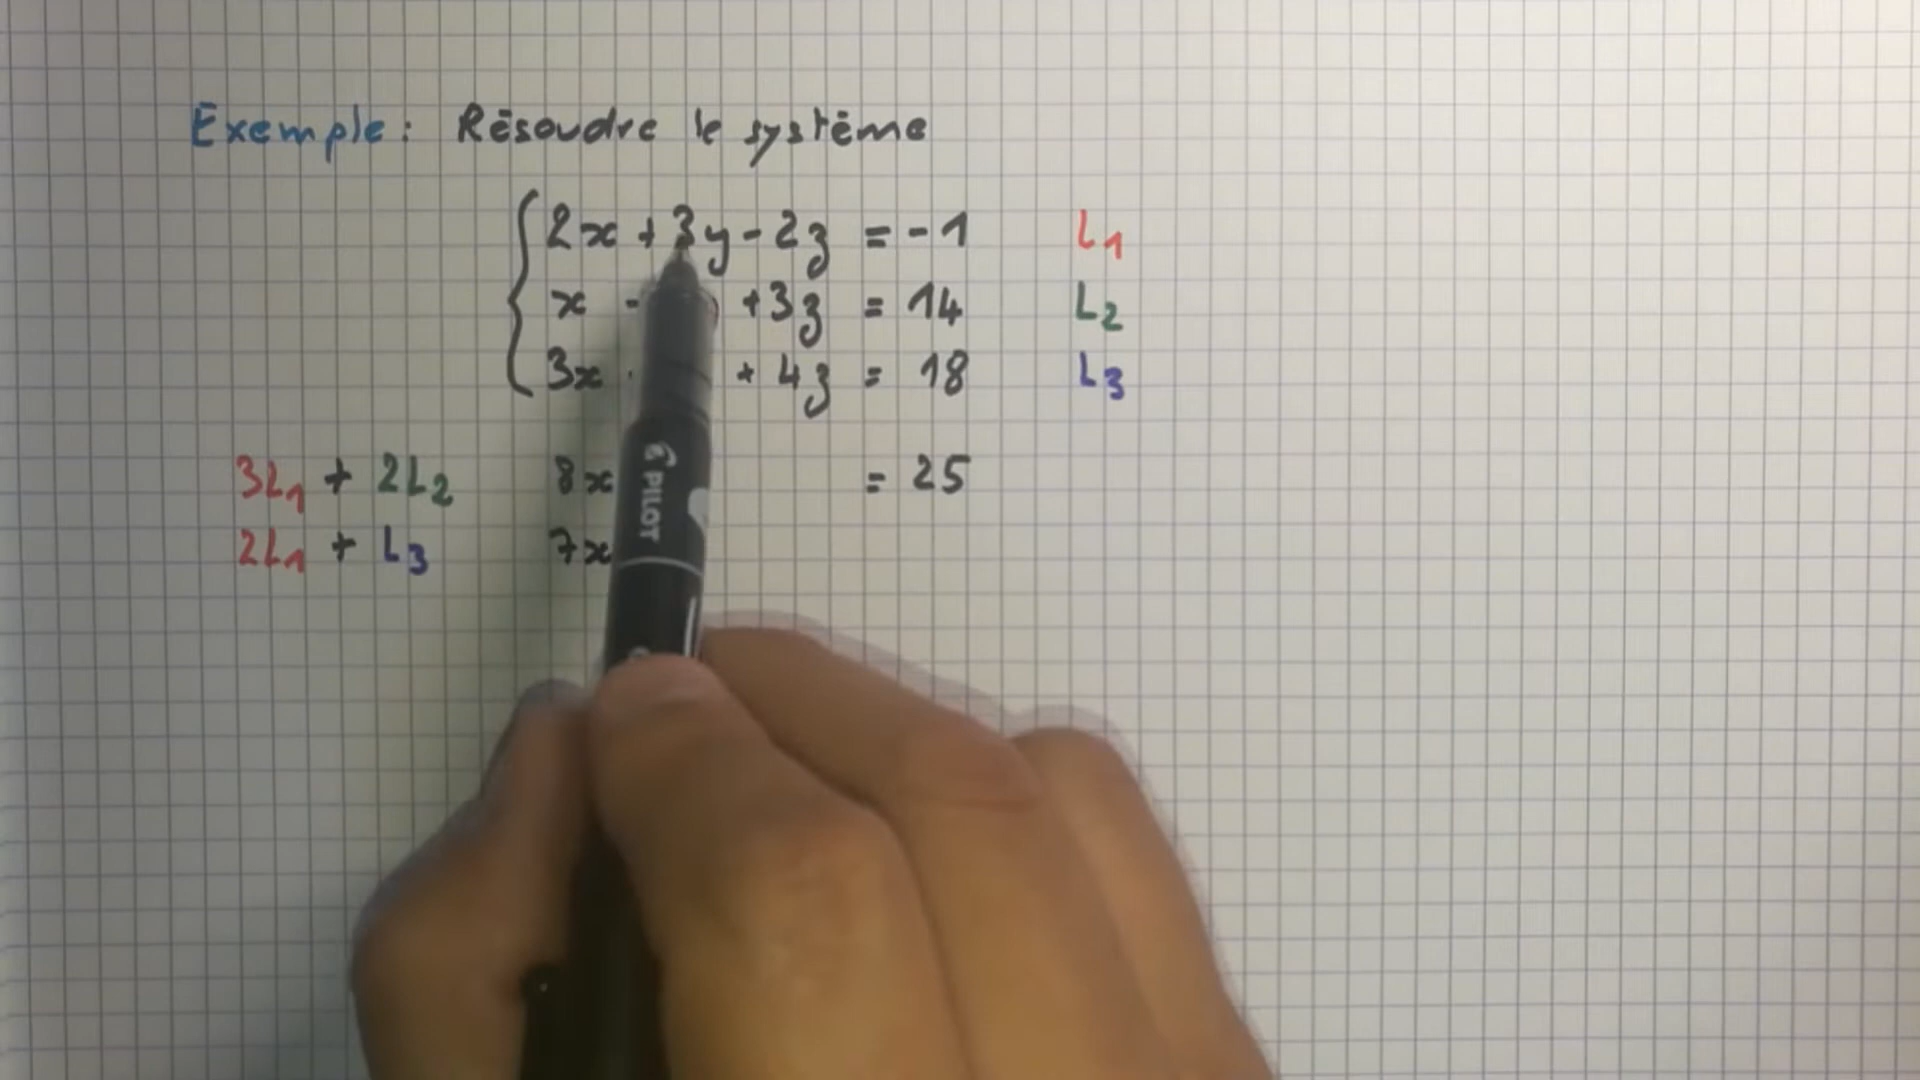 Exemple: Résoudre le système
2x + 3y - 2z = -1 L1
x - +3z = 14 L2
3x + 4z = 18 L3
3L1 + 2L2 8x = 25
2L1 + L3 7x
PILOT